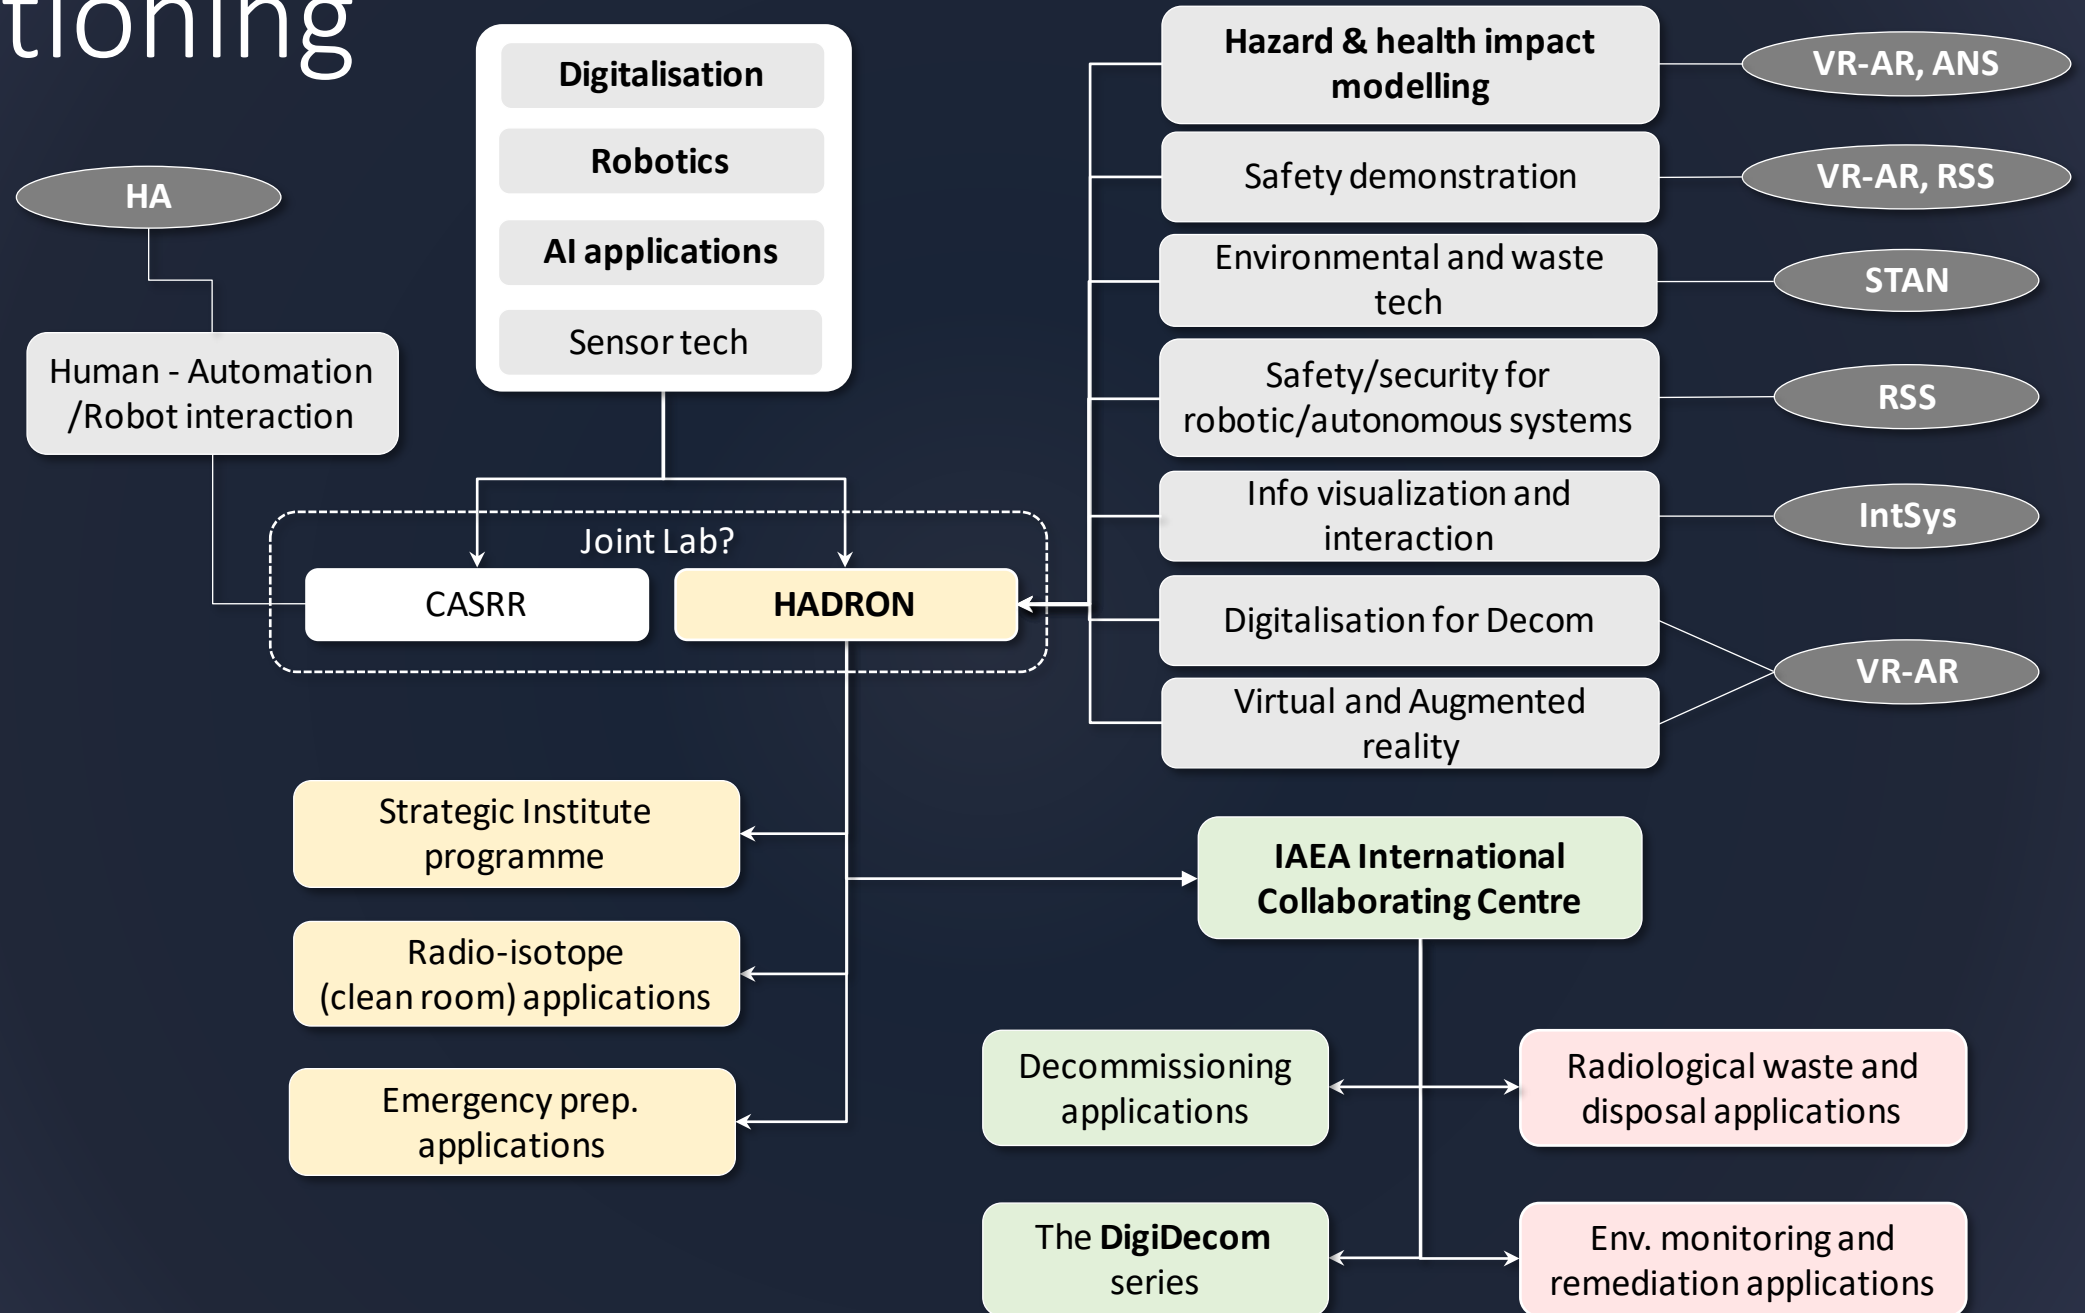 tioning
Digitalisation
Robotics
AI applications
Sensor tech
HA
Human - Automation
/Robot interaction
Joint Lab?
CASRR
HADRON
Hazard & health impact
modelling
VR-AR, ANS
Safety demonstration
VR-AR, RSS
Environmental and waste
tech
STAN
Safety/security for
robotic/autonomous systems
RSS
Info visualization and
interaction
IntSys
Digitalisation for Decom
Virtual and Augmented
reality
VR-AR
Strategic Institute
programme
Radio-isotope
(clean room) applications
Emergency prep.
applications
IAEA International
Collaborating Centre
Decommissioning
applications
Radiological waste and
disposal applications
The DigiDecom
series
Env. monitoring and
remediation applications